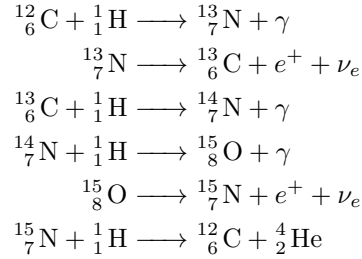 ¹²₆C + ¹₁H ⟶ ¹³₇N + γ
¹³₇N ⟶ ¹³₆C + e⁺ + νₑ
¹³₆C + ¹₁H ⟶ ¹⁴₇N + γ
¹⁴₇N + ¹₁H ⟶ ¹⁵₈O + γ
¹⁵₈O ⟶ ¹⁵₇N + e⁺ + νₑ
¹⁵₇N + ¹₁H ⟶ ¹²₆C + ⁴₂He